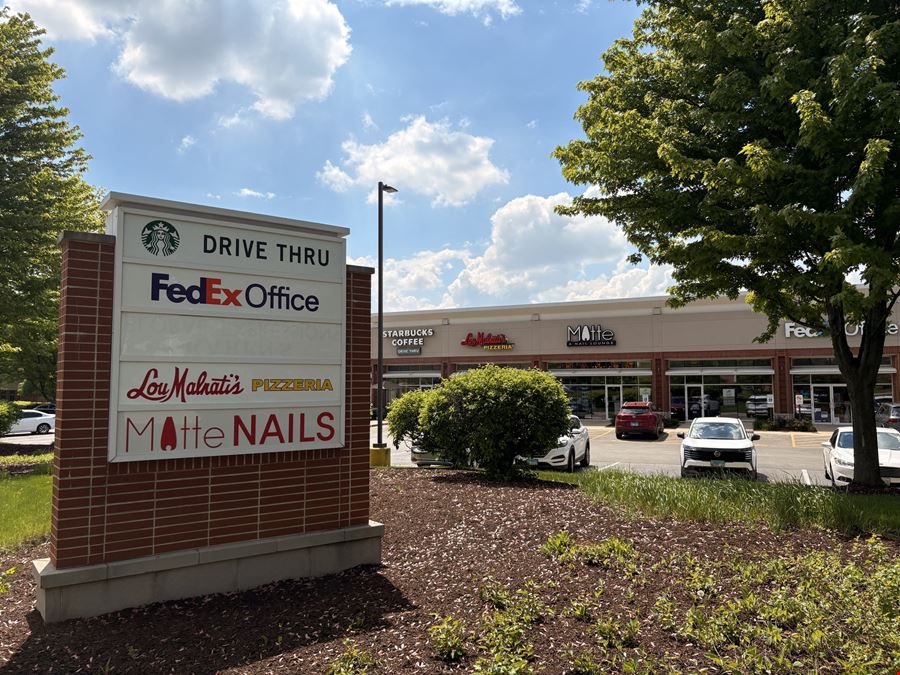 DRIVE THRU
FedEx Office
Lou Malnati's PIZZERIA
Matte NAILS
STARBUCKS
COFFEE
DRIVE THRU
Lou Malnati's
PIZZERIA
Matte
A NAIL LOUNGE
FedEx Office